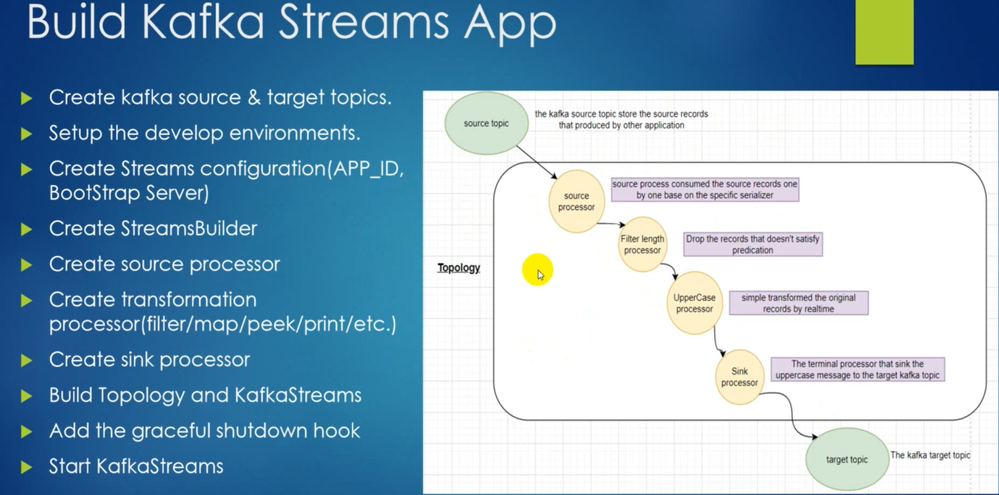 Build Kafka Streams App
Create kafka source & target topics.
Setup the develop environments.
Create Streams configuration(APP_ID,
BootStrap Server)
Create StreamsBuilder
Create source processor
Create transformation
processor(filter/map/peek/print/etc.)
Create sink processor
Build Topology and KafkaStreams
Add the graceful shutdown hook
Start KafkaStreams
source topic
the kafka source topic store the source records
that produced by other application
source
processor
source process consumed the source records one
by one base on the specific serializer
Filter length
processor
Drop the records that doesn't satisfy
predication
Topology
UpperCase
processor
simple transformed the original
records by realtime
Sink
processor
The terminal processor that sink the
uppercase message to the target kafka topic
target topic
The kafka target topic